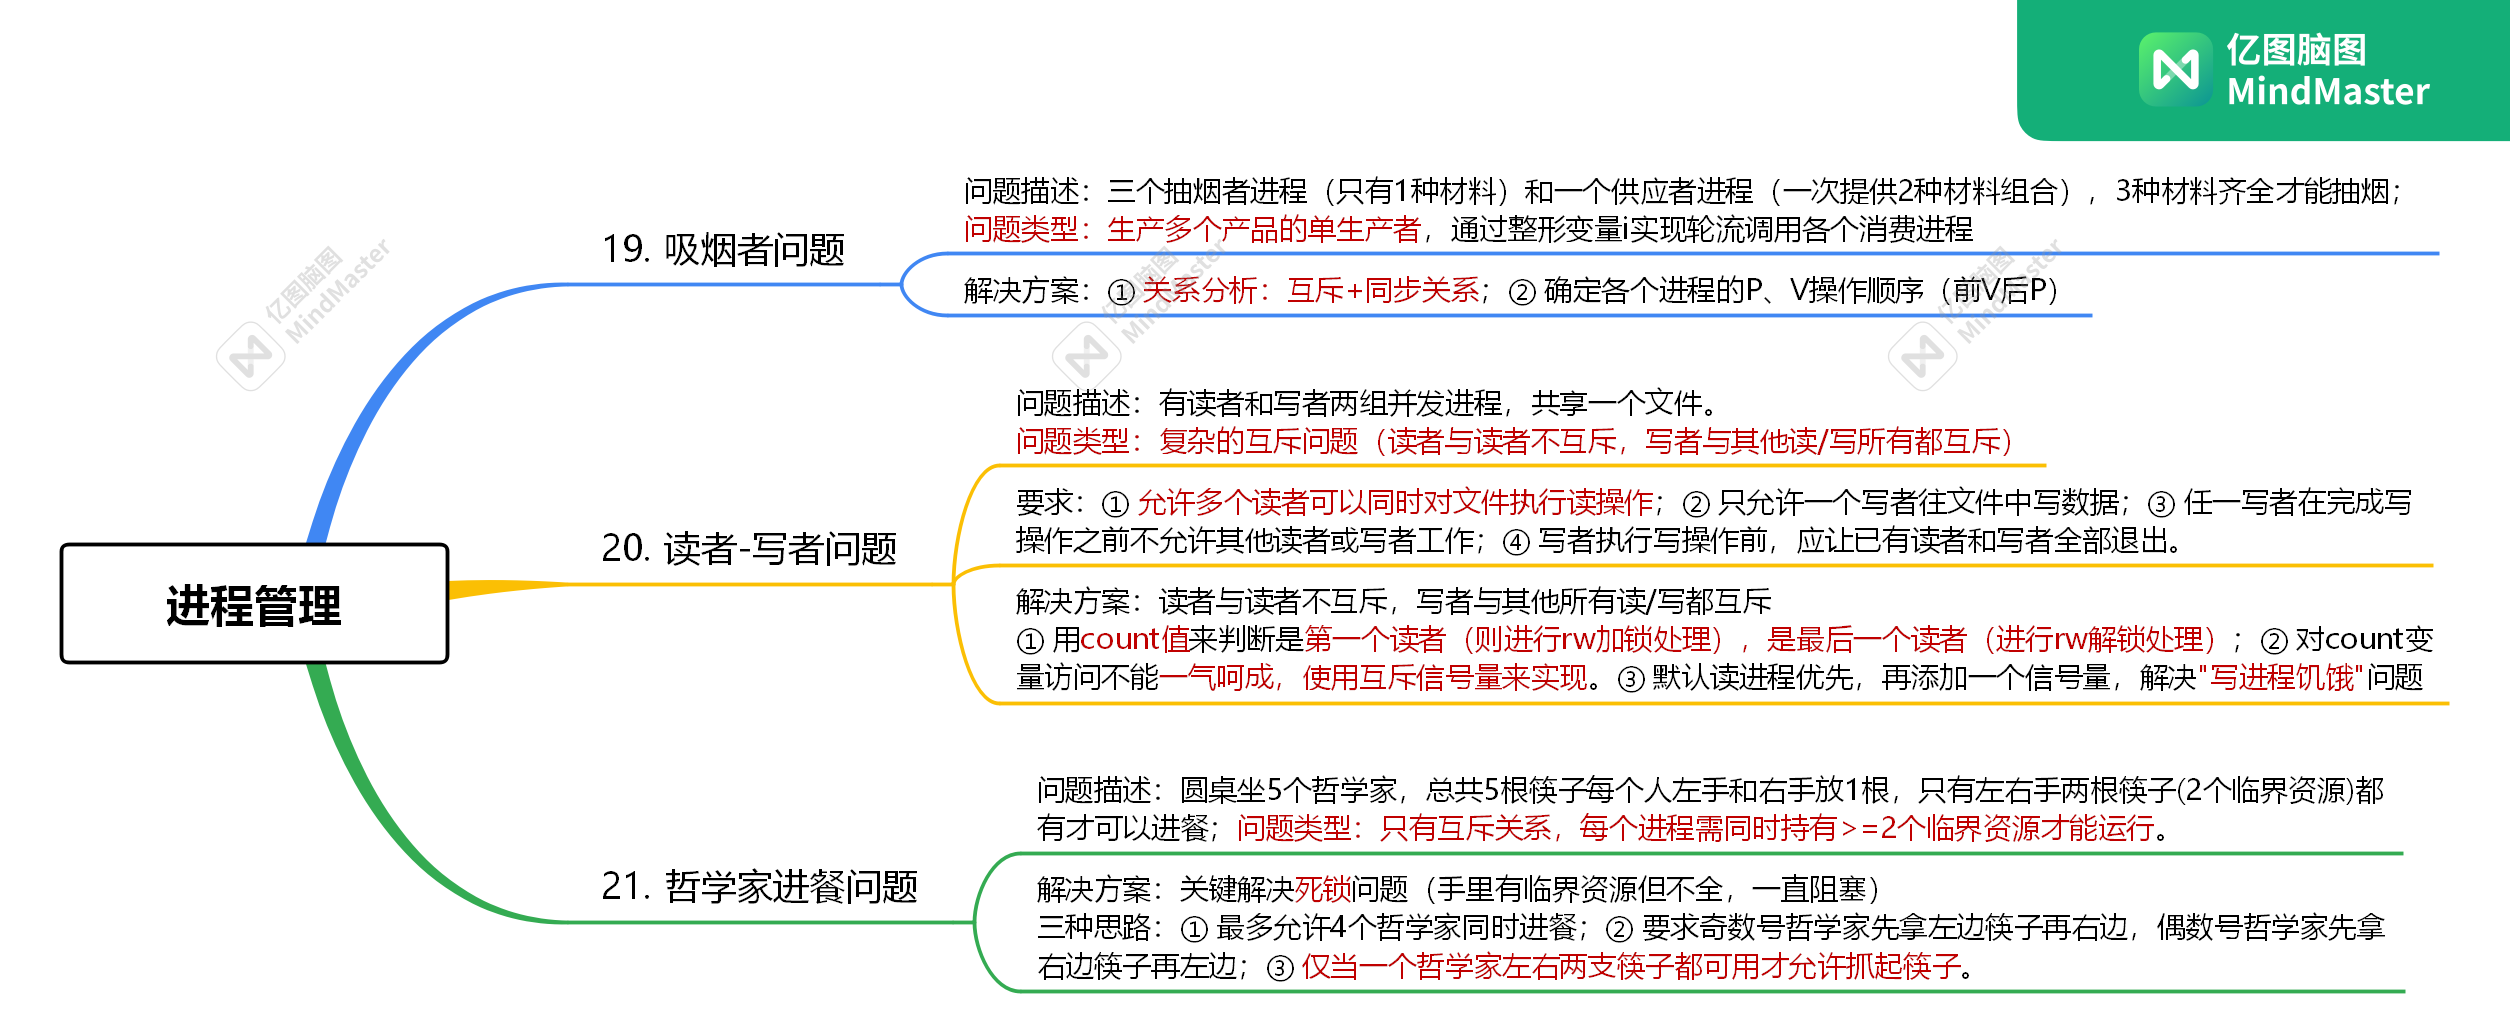 亿图脑图
MindMaster
问题描述：三个抽烟者进程（只有1种材料）和一个供应者进程（一次提供2种材料组合），3种材料齐全才能抽烟；
问题类型：生产多个产品的单生产者，通过整形变量i实现轮流调用各个消费进程
19. 吸烟者问题
解决方案：① 关系分析：互斥+同步关系；② 确定各个进程的P、V操作顺序（前V后P）
亿图脑图
MindMaster
亿图脑图
MindMaster
亿图脑图
MindMaster
问题描述：有读者和写者两组并发进程，共享一个文件。
问题类型：复杂的互斥问题（读者与读者不互斥，写者与其他读/写所有都互斥）
要求：① 允许多个读者可以同时对文件执行读操作；② 只允许一个写者往文件中写数据；③ 任一写者在完成写
操作之前不允许其他读者或写者工作；④ 写者执行写操作前，应让已有读者和写者全部退出。
20. 读者-写者问题
解决方案：读者与读者不互斥，写者与其他所有读/写都互斥
① 用count值来判断是第一个读者（则进行rw加锁处理），是最后一个读者（进行rw解锁处理）；② 对count变
量访问不能一气呵成，使用互斥信号量来实现。③ 默认读进程优先，再添加一个信号量，解决"写进程饥饿"问题
进程管理
问题描述：圆桌坐5个哲学家，总共5根筷子每个人左手和右手放1根，只有左右手两根筷子(2个临界资源)都
有才可以进餐；问题类型：只有互斥关系，每个进程需同时持有>=2个临界资源才能运行。
21. 哲学家进餐问题
解决方案：关键解决死锁问题（手里有临界资源但不全，一直阻塞）
三种思路：① 最多允许4个哲学家同时进餐；② 要求奇数号哲学家先拿左边筷子再右边，偶数号哲学家先拿
右边筷子再左边；③ 仅当一个哲学家左右两支筷子都可用才允许抓起筷子。